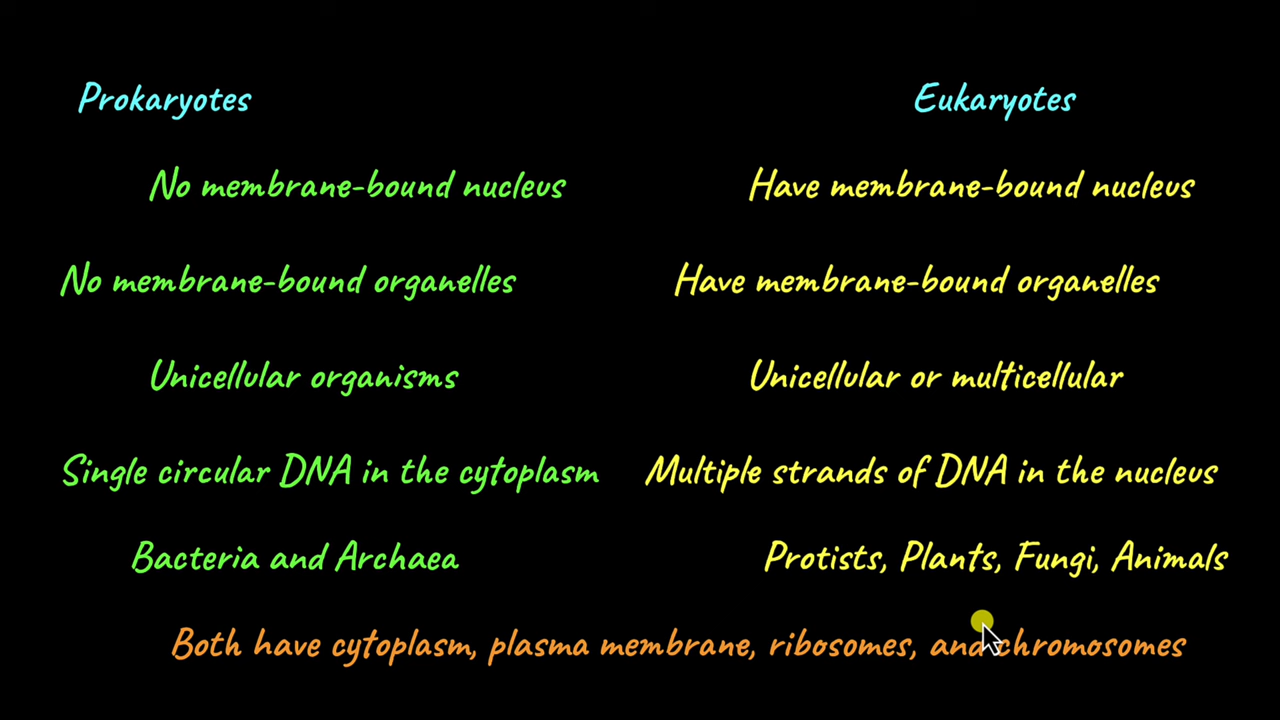 Prokaryotes
Eukaryotes
No membrane-bound nucleus
Have membrane-bound nucleus
No membrane-bound organelles
Have membrane-bound organelles
Unicellular organisms
Unicellular or multicellular
Single circular DNA in the cytoplasm
Multiple strands of DNA in the nucleus
Bacteria and Archaea
Protists, Plants, Fungi, Animals
Both have cytoplasm, plasma membrane, ribosomes, and chromosomes